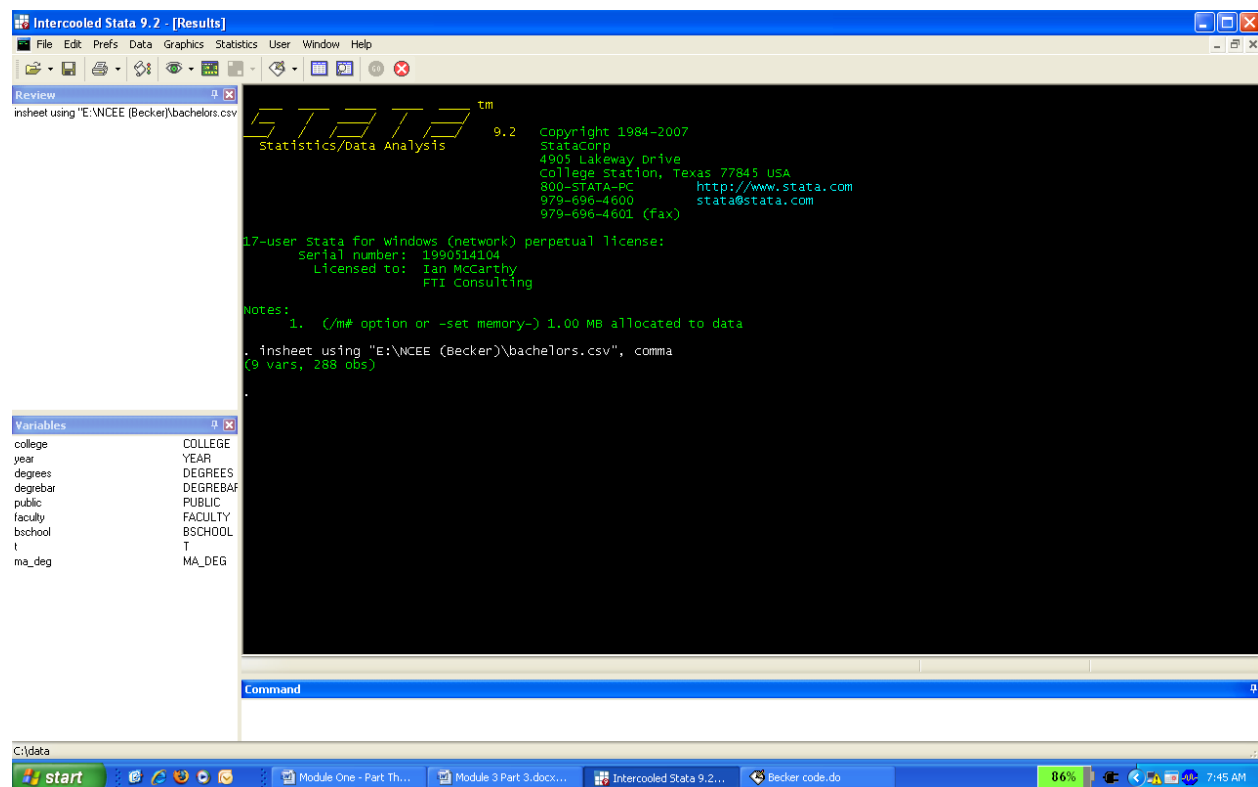 Intercooled Stata 9.2 - [Results]
File Edit Prefs Data Graphics Statistics User Window Help
Review
insheet using "E:\NCEE (Becker)\bachelors.csv
STATA tm
9.2 Copyright 1984-2007
Statistics/Data Analysis StataCorp
4905 Lakeway Drive
College Station, Texas 77845 USA
800-STATA-PC http://www.stata.com
979-696-4600 stata@stata.com
979-696-4601 (fax)
17-user Stata for Windows (network) perpetual license:
Serial number: 1990514104
Licensed to: Ian McCarthy
FTI Consulting
Notes:
1. (/m# option or -set memory-) 1.00 MB allocated to data
. insheet using "E:\NCEE (Becker)\bachelors.csv", comma
(9 vars, 288 obs)
.
Variables
college COLLEGE
year YEAR
degrees DEGREES
degrebar DEGREBAR
public PUBLIC
faculty FACULTY
bschool BSCHOOL
t T
ma_deg MA_DEG
Command
C:\data
start
Module One - Part Th...
Module 3 Part 3.docx...
Intercooled Stata 9.2...
Becker code.do
86%
7:45 AM